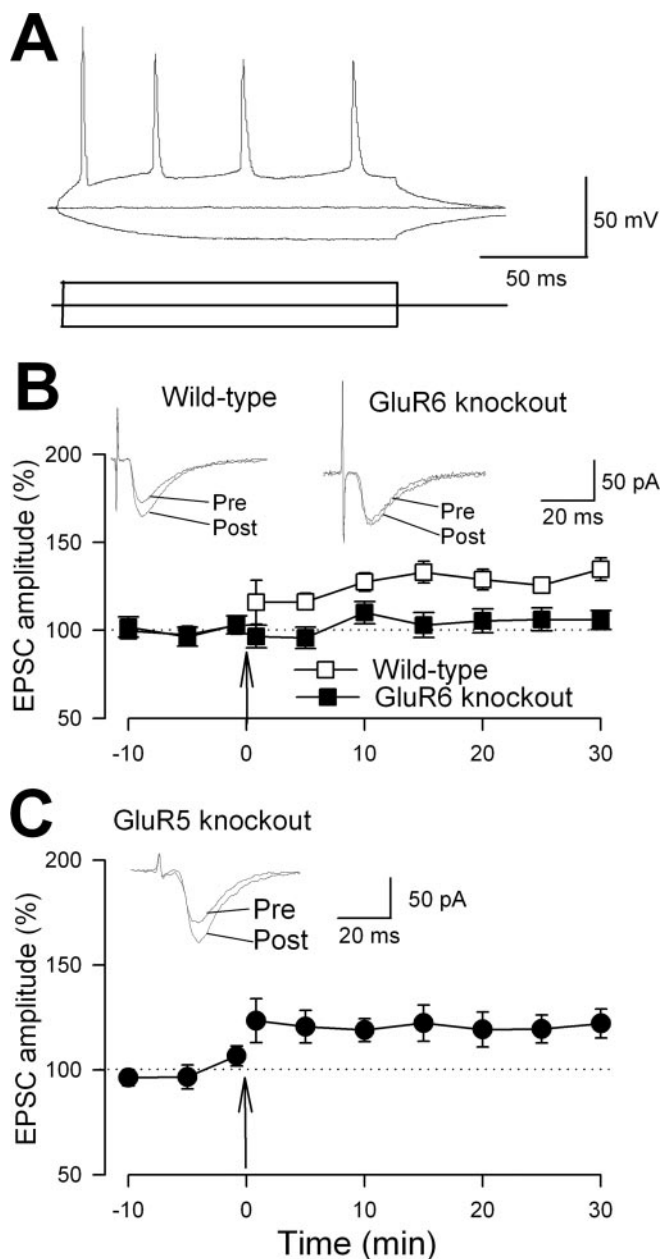 A
50 mV
50 ms
B
Wild-type
GluR6 knockout
200
150
100
50
EPSC amplitude (%)
Pre
Post
Pre
Post
50 pA
20 ms
Wild-type
GluR6 knockout
-10
0
10
20
30
C
GluR5 knockout
200
150
100
50
EPSC amplitude (%)
Pre
Post
50 pA
20 ms
-10
0
10
20
30
Time (min)